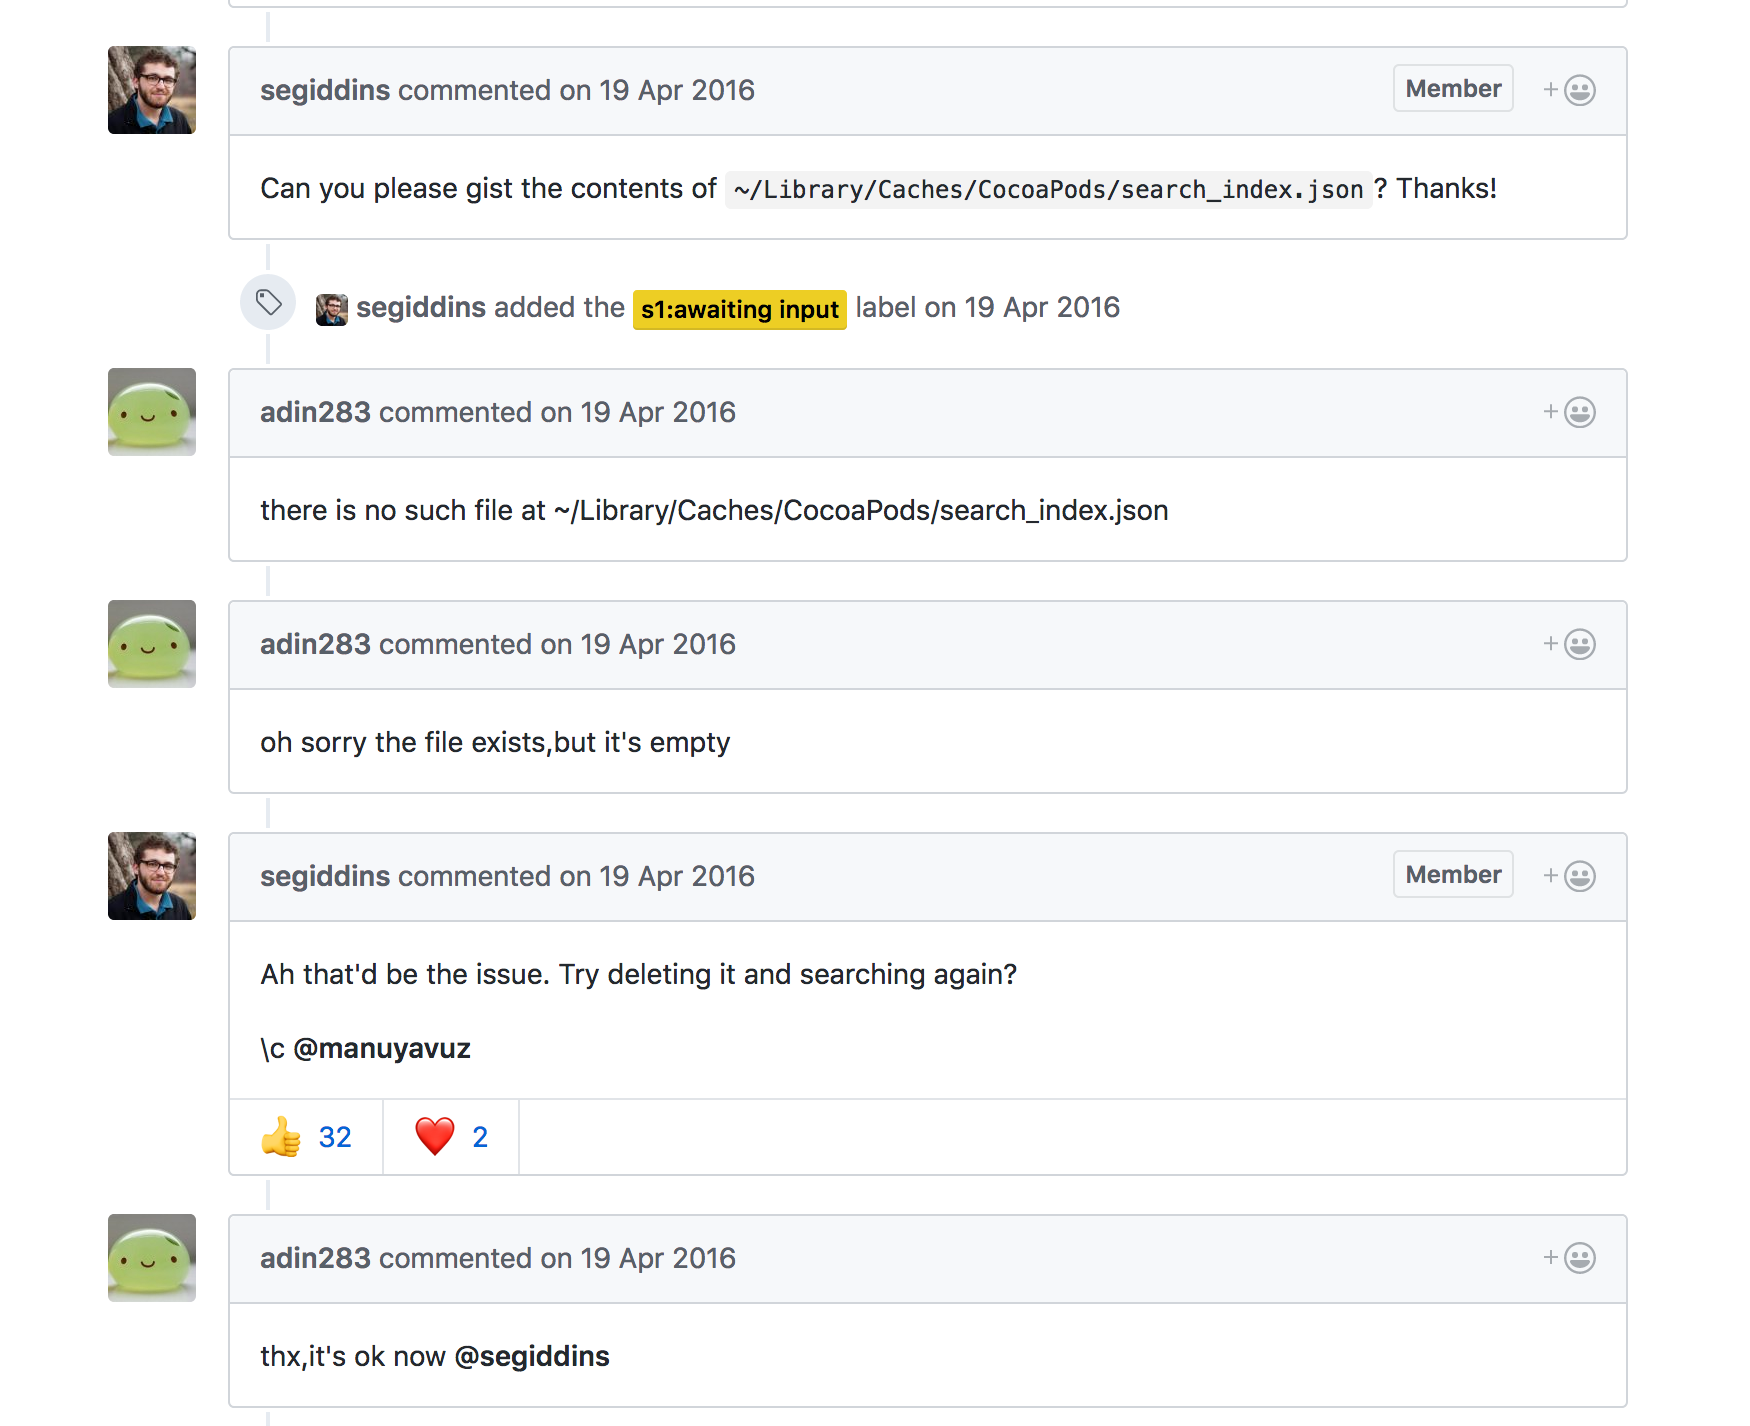 segiddins commented on 19 Apr 2016 Member +
Can you please gist the contents of ~/Library/Caches/CocoaPods/search_index.json? Thanks!
segiddins added the s1:awaiting input label on 19 Apr 2016
adin283 commented on 19 Apr 2016 +
there is no such file at ~/Library/Caches/CocoaPods/search_index.json
adin283 commented on 19 Apr 2016 +
oh sorry the file exists,but it's empty
segiddins commented on 19 Apr 2016 Member +
Ah that'd be the issue. Try deleting it and searching again?
\c @manuyavuz
👍 32 ❤️ 2
adin283 commented on 19 Apr 2016 +
thx,it's ok now @segiddins